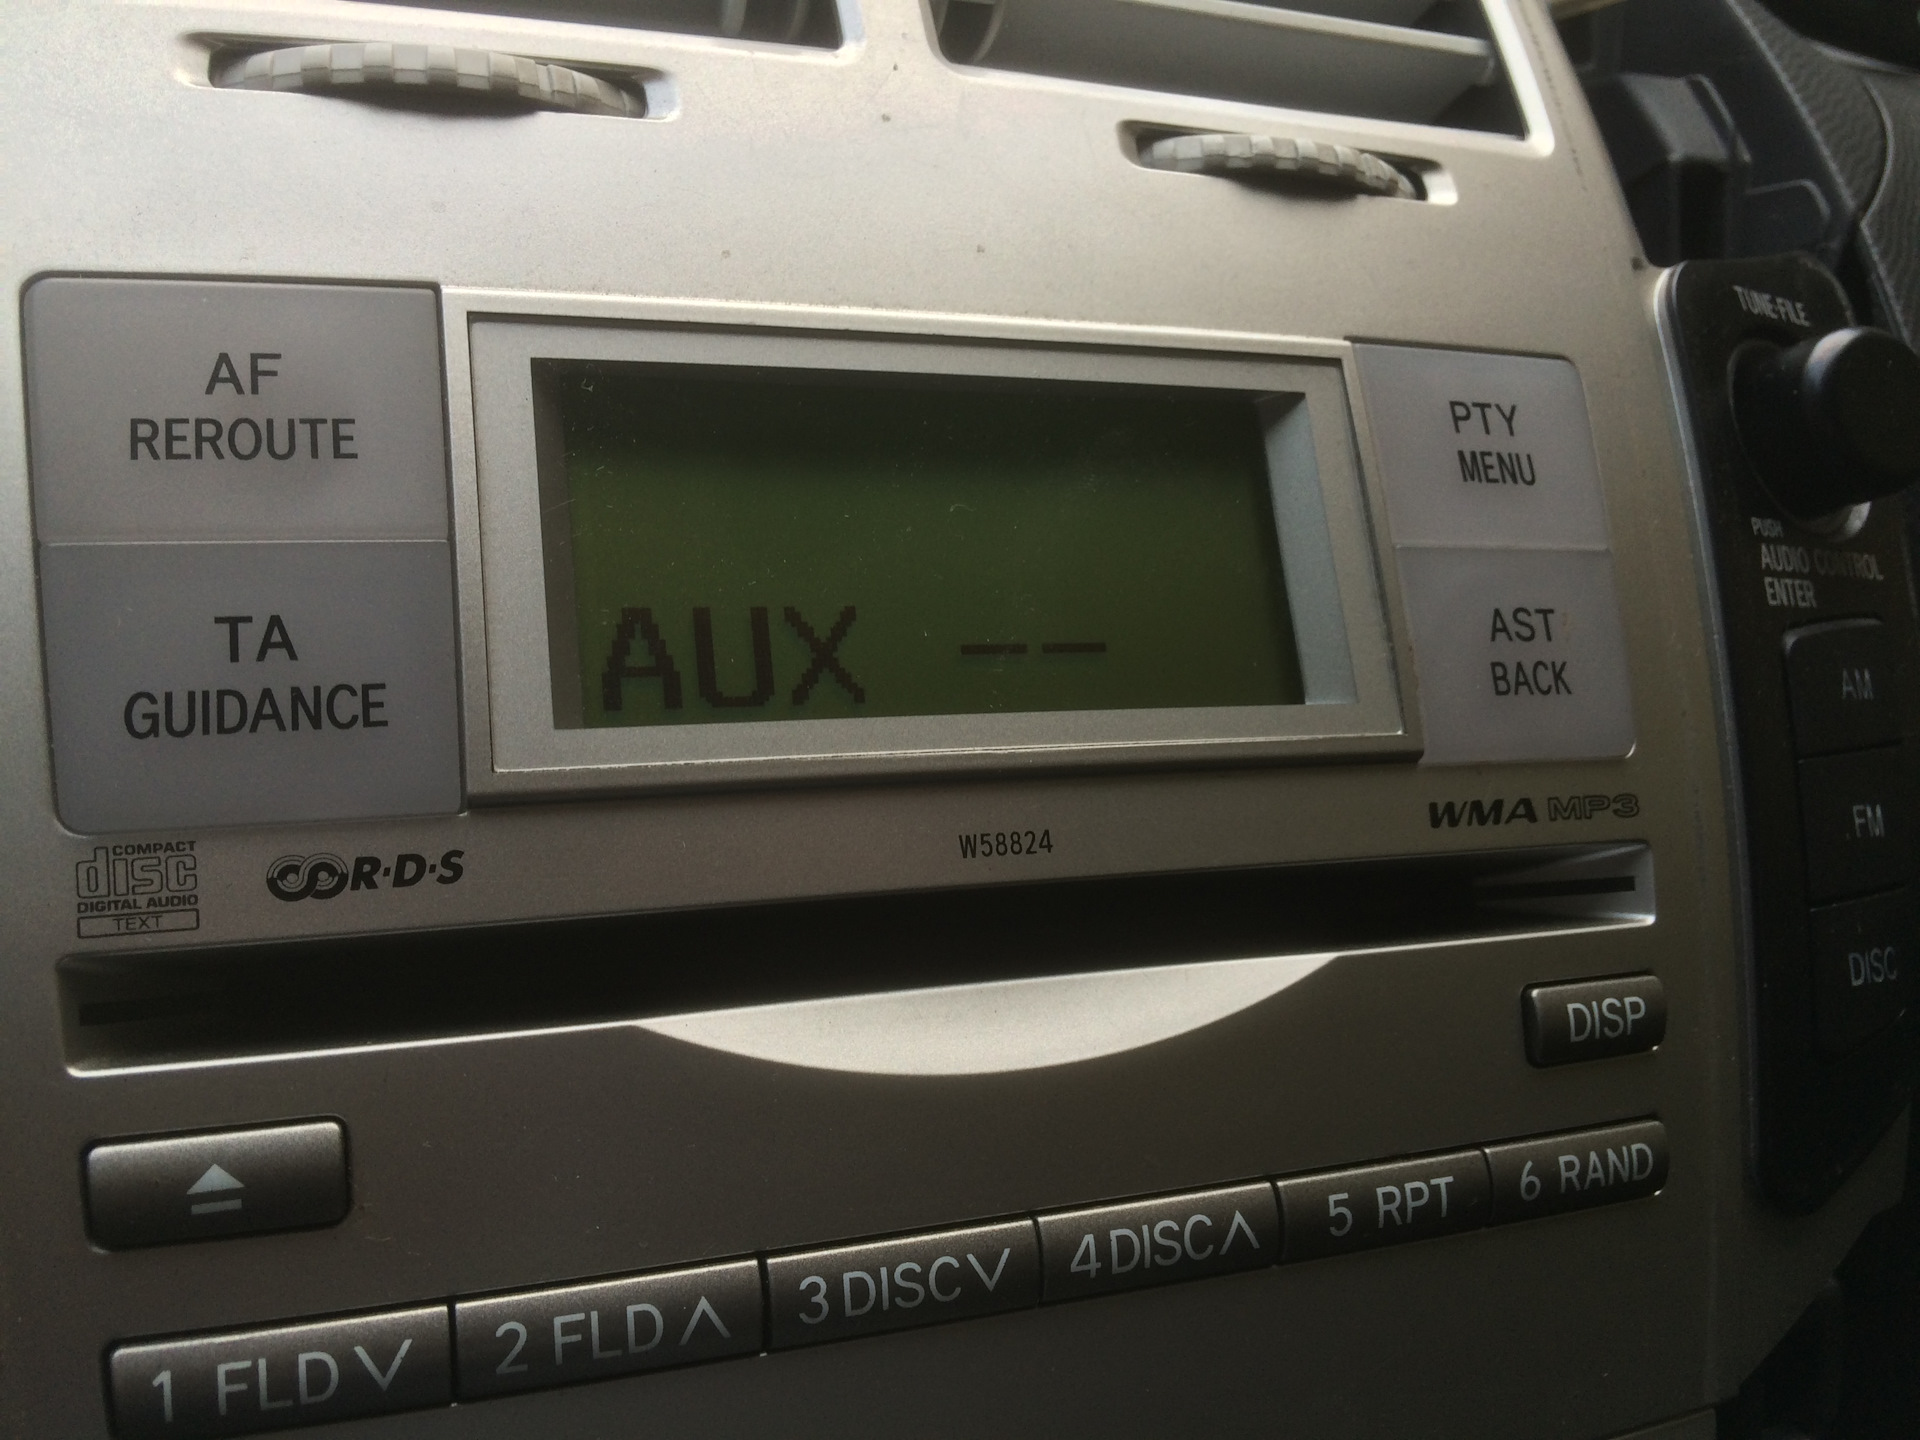 TUNE·FILE
AF
REROUTE
PTY
MENU
PUSH
AUDIO CONTROL
ENTER
TA
GUIDANCE
AUX --
AST
BACK
AM
FM
DISC
COMPACT
disc
DIGITAL AUDIO
TEXT
R·D·S
W58824
WMA MP3
DISP
1 FLD ∨
2 FLD ∧
3 DISC ∨
4 DISC ∧
5 RPT
6 RAND